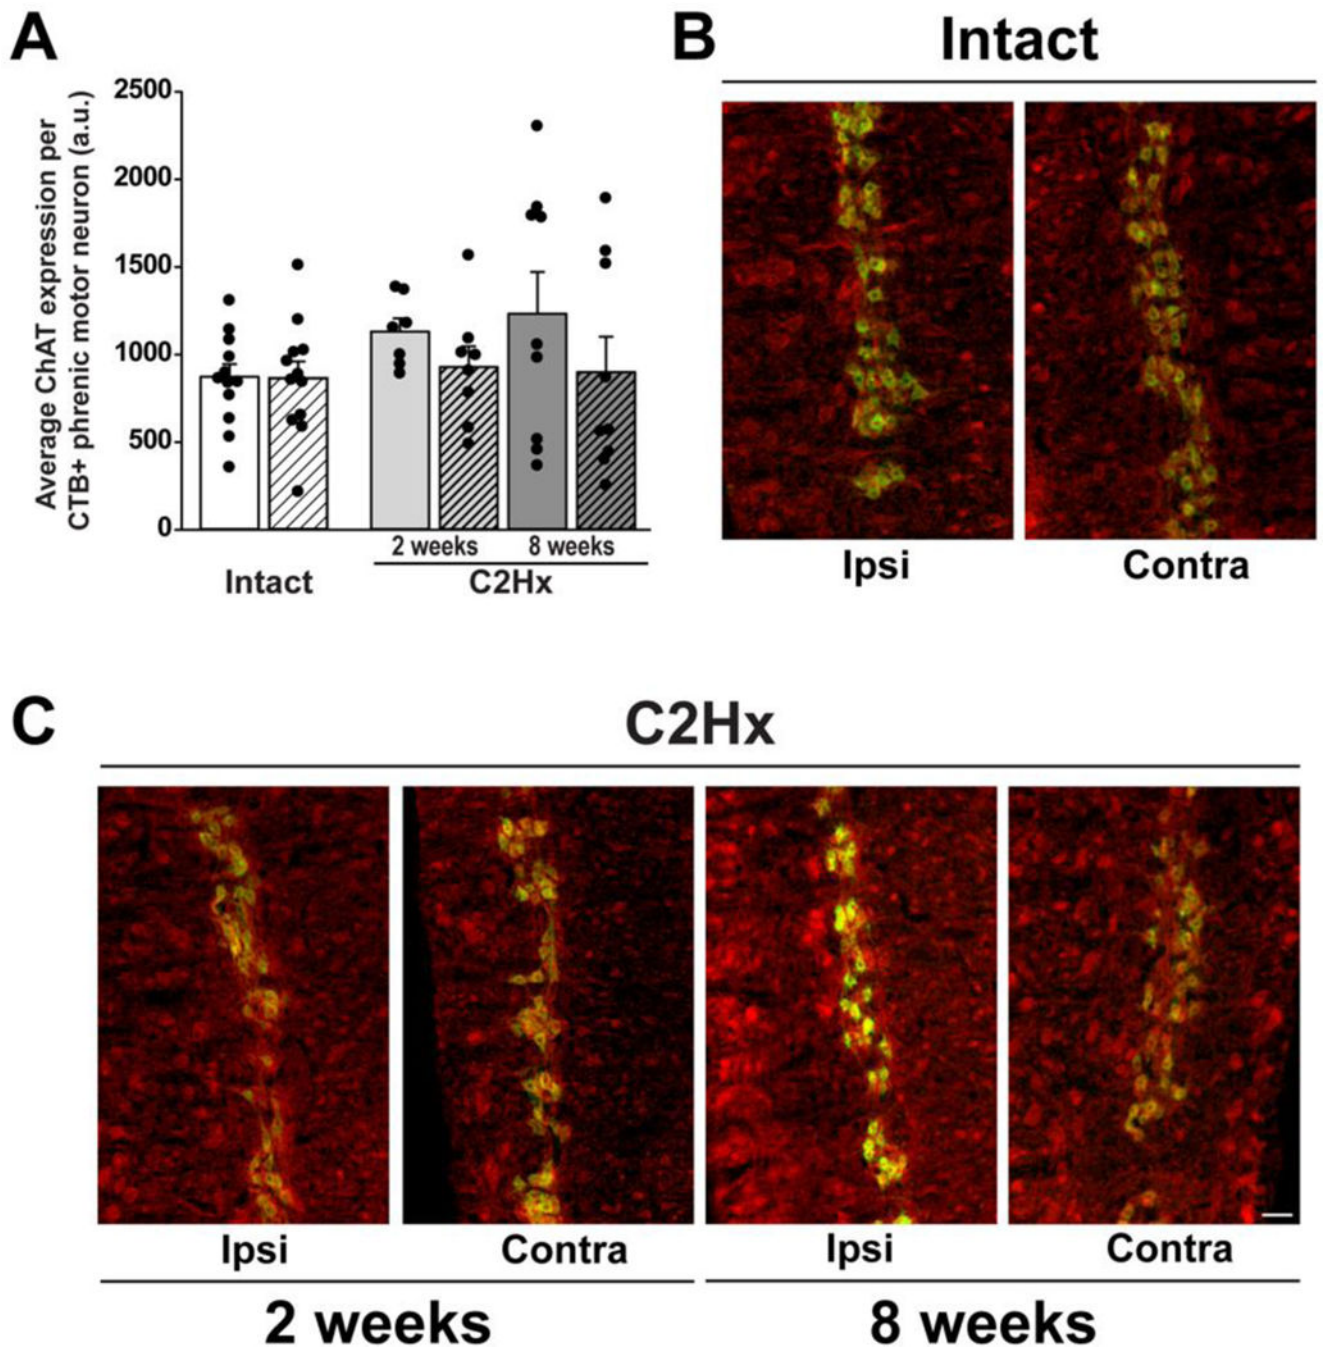 A
Average ChAT expression per
CTB+ phrenic motor neuron (a.u.)
2500
2000
1500
1000
500
0
2 weeks 8 weeks
Intact C2Hx
B
Intact
Ipsi Contra
C
C2Hx
Ipsi Contra Ipsi Contra
2 weeks 8 weeks